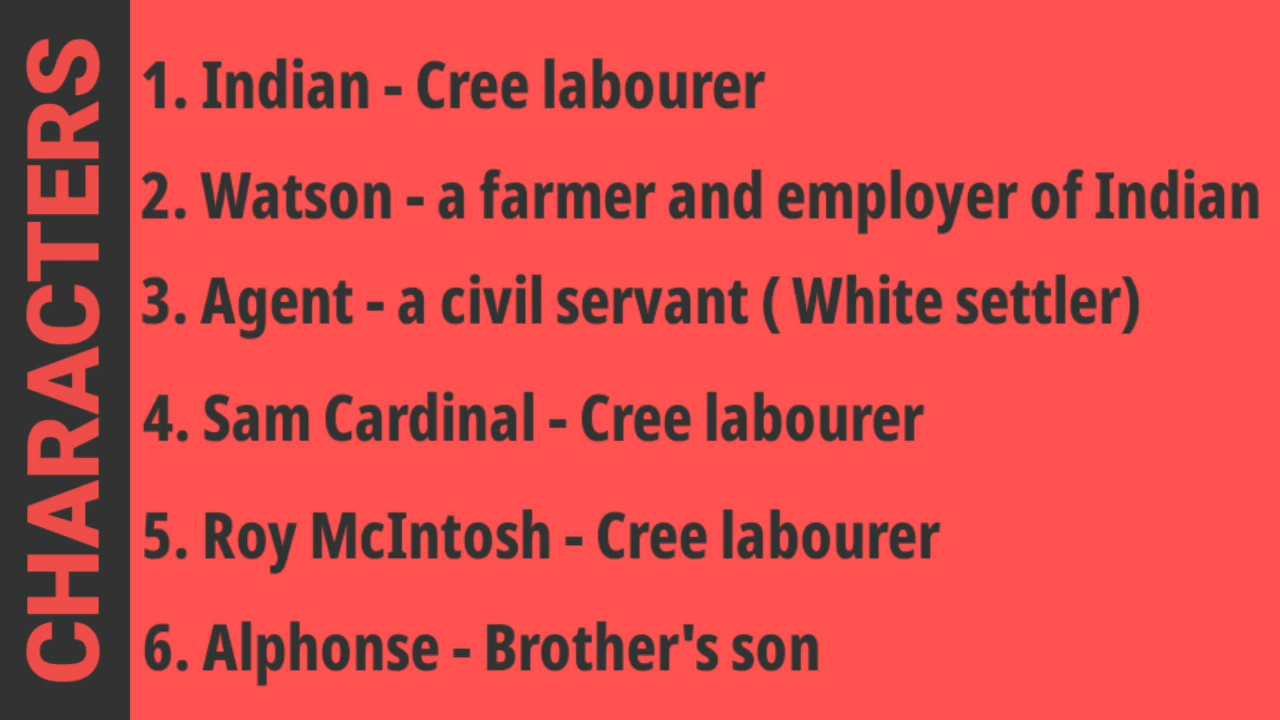 CHARACTERS
1. Indian - Cree labourer
2. Watson - a farmer and employer of Indian
3. Agent - a civil servant ( White settler)
4. Sam Cardinal - Cree labourer
5. Roy McIntosh - Cree labourer
6. Alphonse - Brother's son